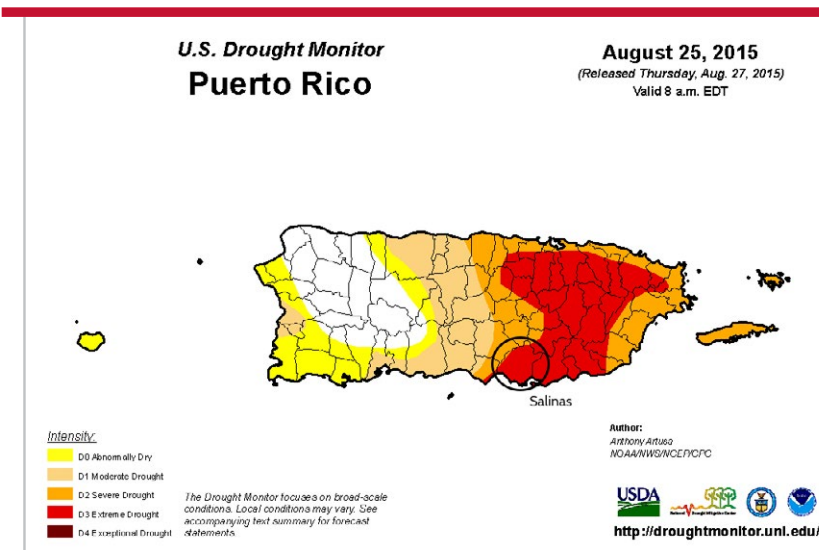 U.S. Drought Monitor
Puerto Rico
August 25, 2015
(Released Thursday, Aug. 27, 2015)
Valid 8 a.m. EDT
Salinas
Intensity:
D0 Abnormally Dry
D1 Moderate Drought
D2 Severe Drought
D3 Extreme Drought
D4 Exceptional Drought
The Drought Monitor focuses on broad-scale
conditions. Local conditions may vary. See
accompanying text summary for forecast
statements.
Author:
Anthony Artusa
NOAA/NWS/NCEP/CPC
USDA
http://droughtmonitor.unl.edu/